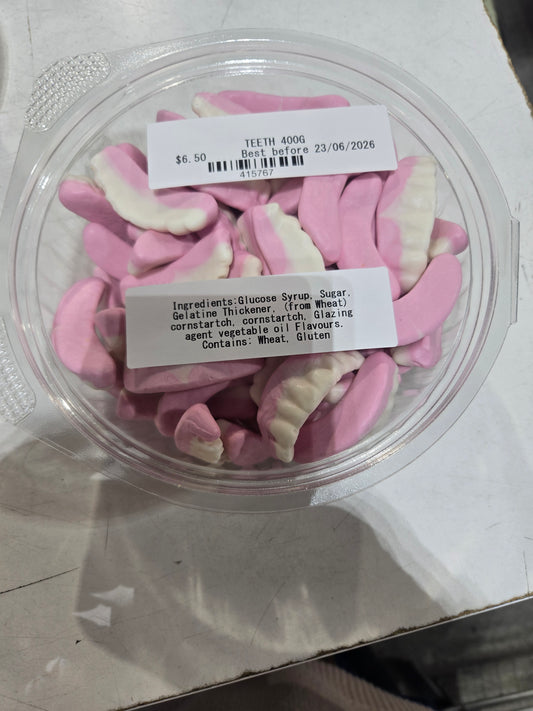 TEETH 400G
$6.50 Best before 23/06/2026
415767
Ingredients:Glucose Syrup, Sugar.
Gelatine Thickener, (from Wheat)
cornstartch, cornstartch, Glazing
agent vegetable oil Flavours.
Contains: Wheat, Gluten